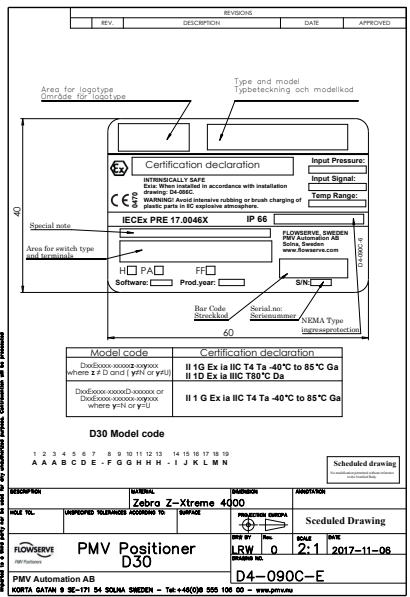 REVISIONS
REV. DESCRIPTION DATE APPROVED
Area for logotype
Område for logotype
Type and model
Typbeteckning och modellkod
Ex
Certification declaration
Input Pressure:
INTRINSICALLY SAFE
Exia: When installed in accordance with installation
drawing: D4-086C.
Input Signal:
CE 0470
WARNING! Avoid intensive rubbing or brush charging of
plastic parts in IIC explosive atmosphere.
Temp Range:
IECEx PRE 17.0046X IP 66
Special note
FLOWSERVE, SWEDEN
PMV Automation AB
Solna, Sweden
www.flowserve.com
D4-090C-6
Area for switch type
and terminals
H PA FF
Software: Prod.year: S/N:
40
Bar Code
Streckkod
Serial.no:
Serienummer
NEMA Type
ingressprotection
60
Model code Certification declaration
DxxExxxx-xxxxxz-xxyxxx
where z ≠ D and ( y≠N or y≠U)
II 1G Ex ia IIC T4 Ta -40°C to 85°C Ga
II 1D Ex ia IIIC T80°C Da
DxxExxxx-xxxxxD-xxxxxx or
DxxExxxx-xxxxxx-xxyxxx
where y=N or y=U
II 1 G Ex ia IIC T4 Ta -40°C to 85°C Ga
D30 Model code
1 2 3 4 5 6 7 8 9 10 11 12 13 14 15 16 17 18 19
A A A B C D E - F G G H H H - I J K L M N
Scheduled drawing
DESCRIPTION MATERIAL DIMENSION ANNOTATION
Zebra Z-Xtreme 4000
HOLE TOL. UNSPECIFIED TOLERANCES ACCORDING TO: SURFACE PROJECTION EUROPA
Sceduled Drawing
FLOWSERVE
PMV Positioners
PMV Positioner
D30
DRW BY Rev. SCALE DATE
LRW 0 2:1 2017-11-06
DRAWING NO.
D4-090C-E
PMV Automation AB
KORTA GATAN 9 SE-171 54 SOLNA SWEDEN - Tel:+46(0)8 555 106 00 - www.pmv.nu